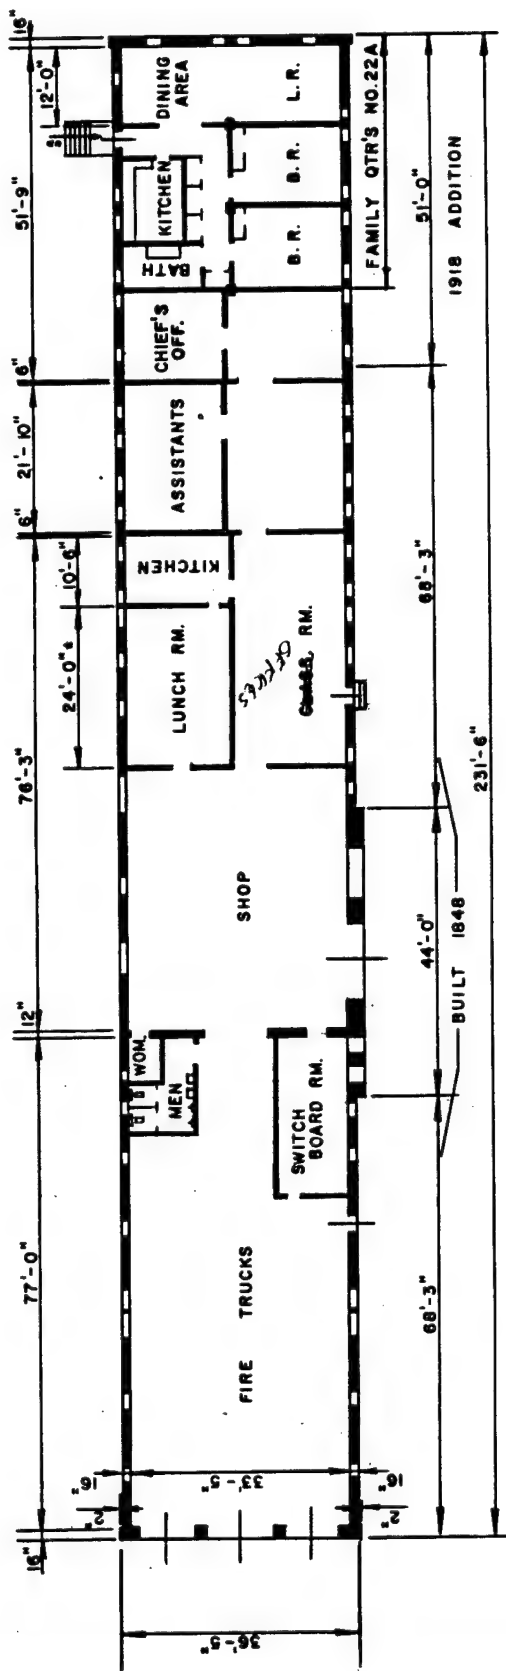 16"
77'-0"
12"
76'-3"
6"
21'-10"
6"
51'-9"
16"
24'-0"±
10'-6"
12'-0"
WOM.
MEN
LUNCH RM.
KITCHEN
ASSISTANTS
CHIEF'S
OFF.
BATH
KITCHEN
DINING
AREA
FIRE TRUCKS
SWITCH
BOARD RM.
SHOP
OFFICES
CLASS. RM.
B.R.
B.R.
L.R.
FAMILY QTR'S NO.22A
36'-5"
2"
16"
33'-5"
16"
2"
68'-3"
44'-0"
68'-3"
51'-0"
BUILT 1848
1918 ADDITION
231'-6"